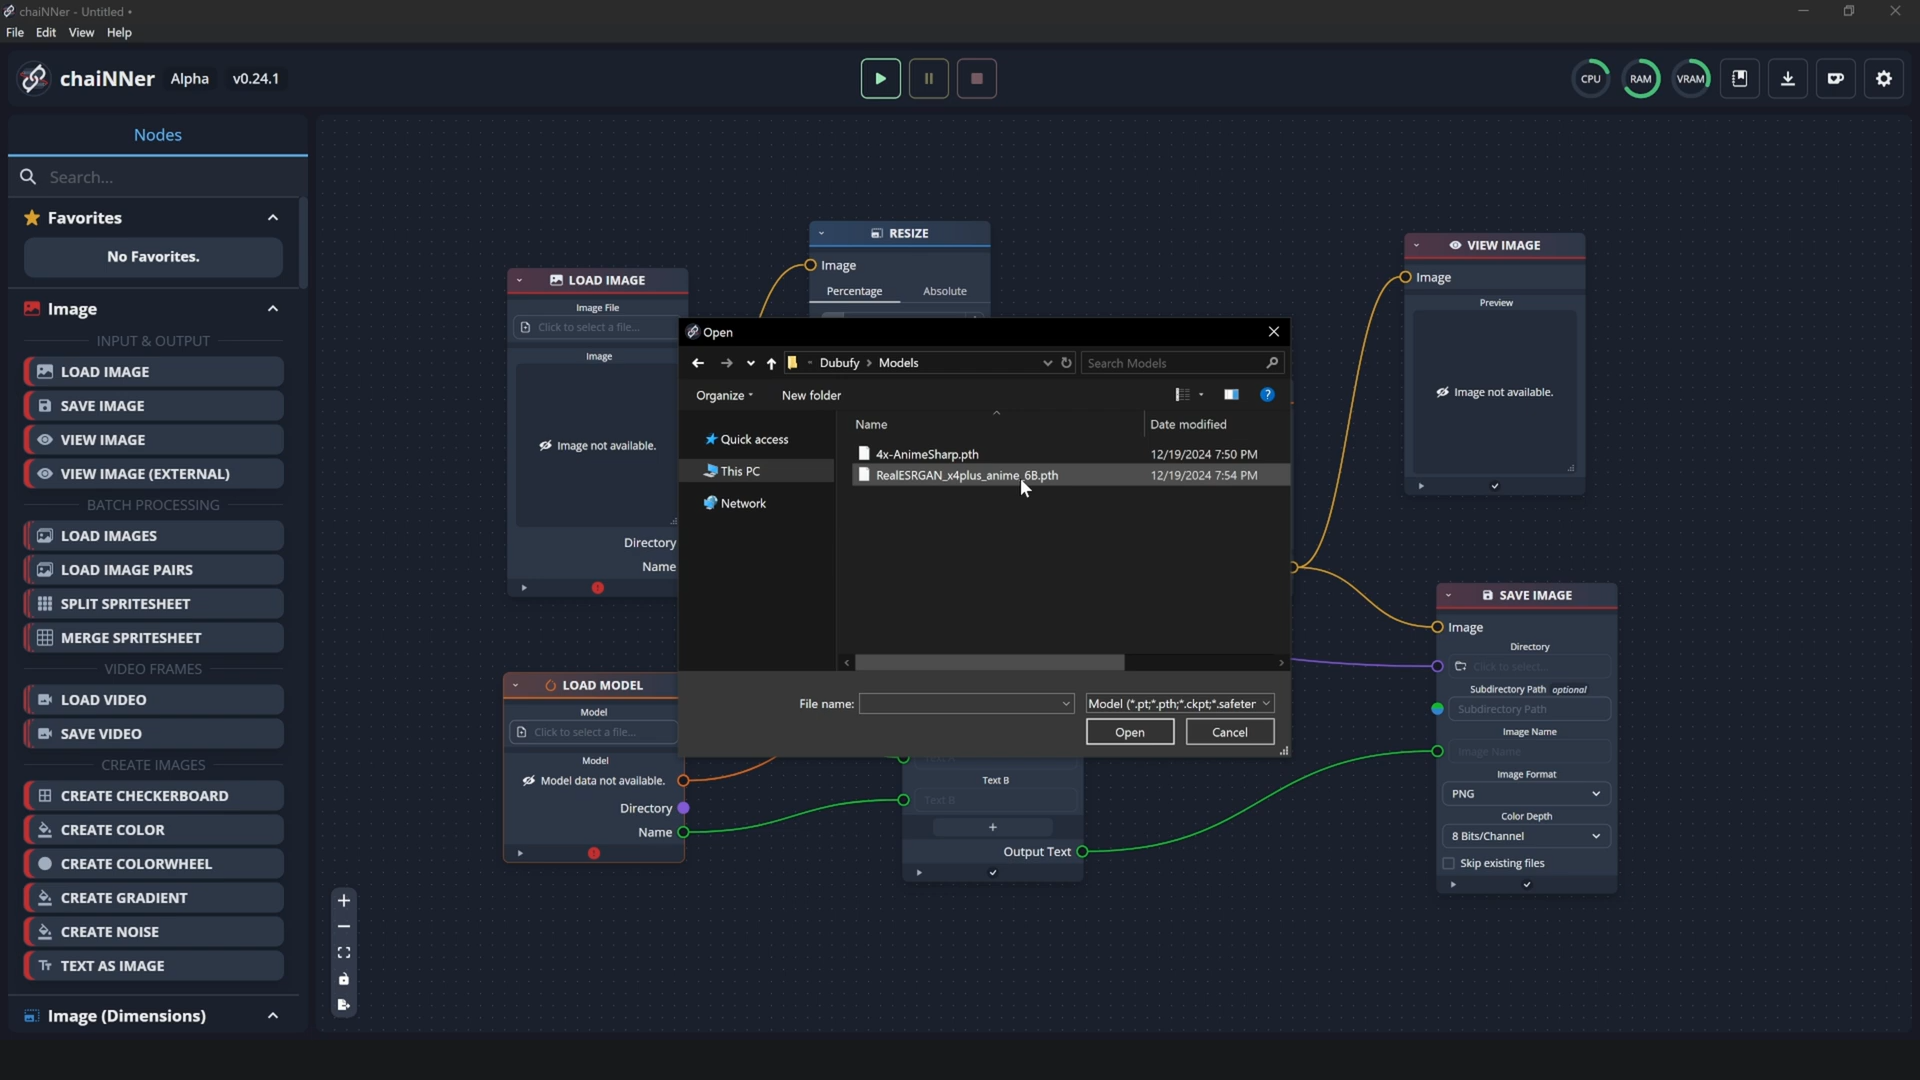 chaiNNer - Untitled •
File Edit View Help
chaiNNer Alpha v0.24.1
CPU RAM VRAM
Nodes
Search...
Favorites
No Favorites.
Image
INPUT & OUTPUT
LOAD IMAGE
SAVE IMAGE
VIEW IMAGE
VIEW IMAGE (EXTERNAL)
BATCH PROCESSING
LOAD IMAGES
LOAD IMAGE PAIRS
SPLIT SPRITESHEET
MERGE SPRITESHEET
VIDEO FRAMES
LOAD VIDEO
SAVE VIDEO
CREATE IMAGES
CREATE CHECKERBOARD
CREATE COLOR
CREATE COLORWHEEL
CREATE GRADIENT
CREATE NOISE
TEXT AS IMAGE
Image (Dimensions)
LOAD IMAGE
Image File
Click to select a file...
Image
Image not available.
Directory
Name
RESIZE
Image
Percentage Absolute
Open
Dubufy > Models
Search Models
Organize New folder
Quick access
This PC
Network
Name Date modified
4x-AnimeSharp.pth 12/19/2024 7:50 PM
RealESRGAN_x4plus_anime_6B.pth 12/19/2024 7:54 PM
File name:
Model (*.pt;*.pth;*.ckpt;*.safeter
Open Cancel
LOAD MODEL
Model
Click to select a file...
Model
Model data not available.
Directory
Name
Text B
Text B
+
Output Text
VIEW IMAGE
Image
Preview
Image not available.
SAVE IMAGE
Image
Directory
Click to select...
Subdirectory Path optional
Subdirectory Path
Image Name
Image Name
Image Format
PNG
Color Depth
8 Bits/Channel
Skip existing files